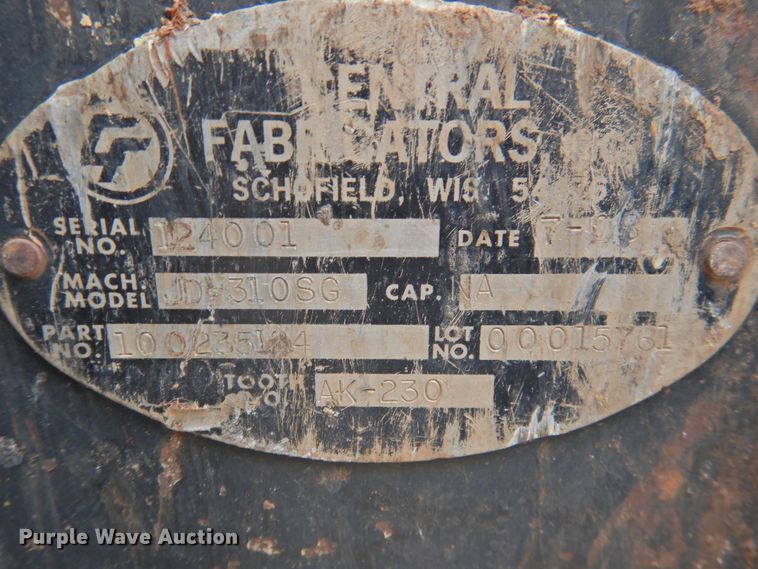 CENTRAL
FABRICATORS
SCHOFIELD, WIS.
SERIAL NO. 124001 DATE
MACH. MODEL JD-310SG CAP. NA
PART NO. LOT NO. 00015761
TOOTH NO. AK-230
Purple Wave Auction